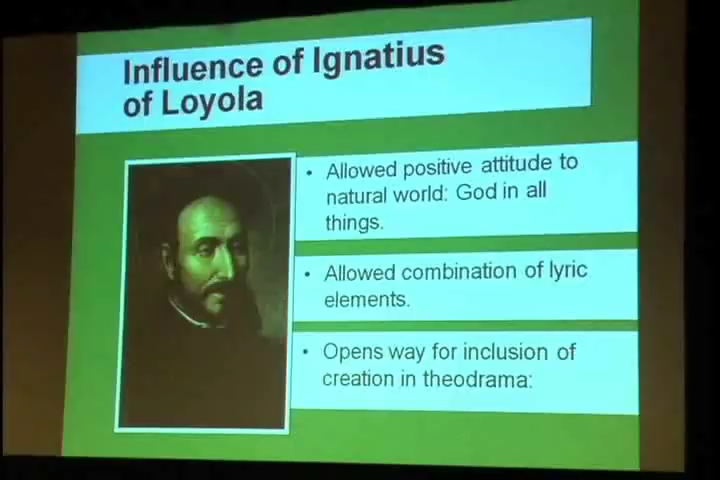 Influence of Ignatius
of Loyola
• Allowed positive attitude to
natural world: God in all
things.
• Allowed combination of lyric
elements.
• Opens way for inclusion of
creation in theodrama: